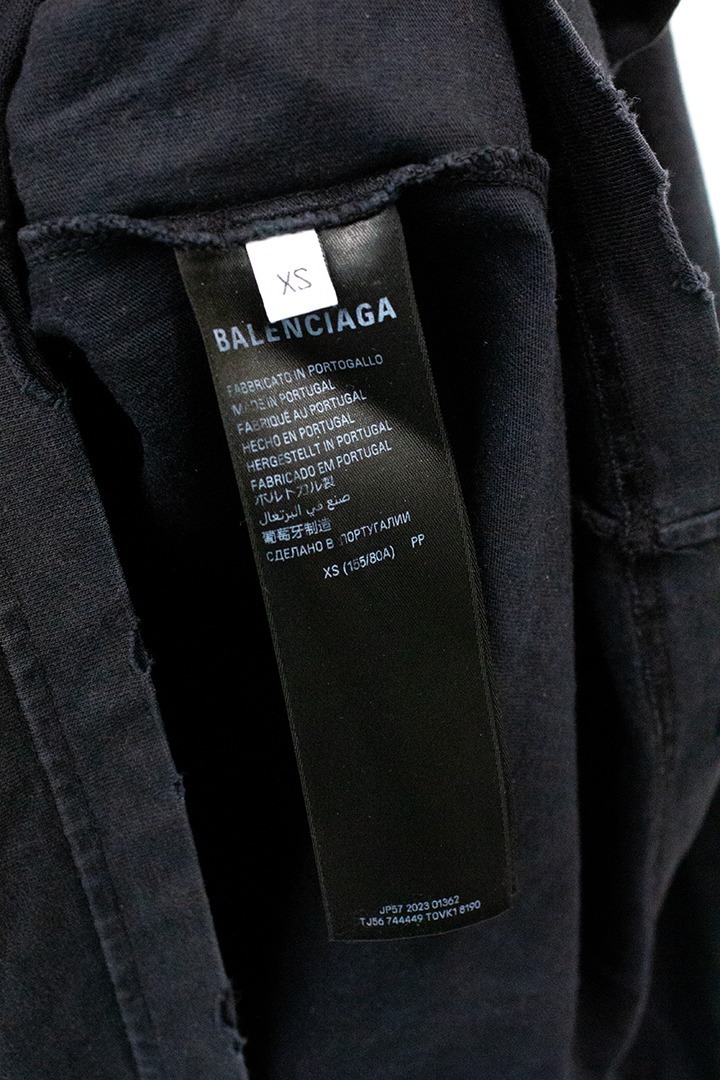 XS
BALENCIAGA
FABBRICATO IN PORTOGALLO
MADE IN PORTUGAL
FABRIQUÉ AU PORTUGAL
HECHO EN PORTUGAL
HERGESTELLT IN PORTUGAL
FABRICADO EM PORTUGAL
ポルトガル製
صنع في البرتغال
葡萄牙制造
СДЕЛАНО В ПОРТУГАЛИИ
XS (155/80A) PP
JP57 2023 01362
TJ56 744449 TOVK1 8190